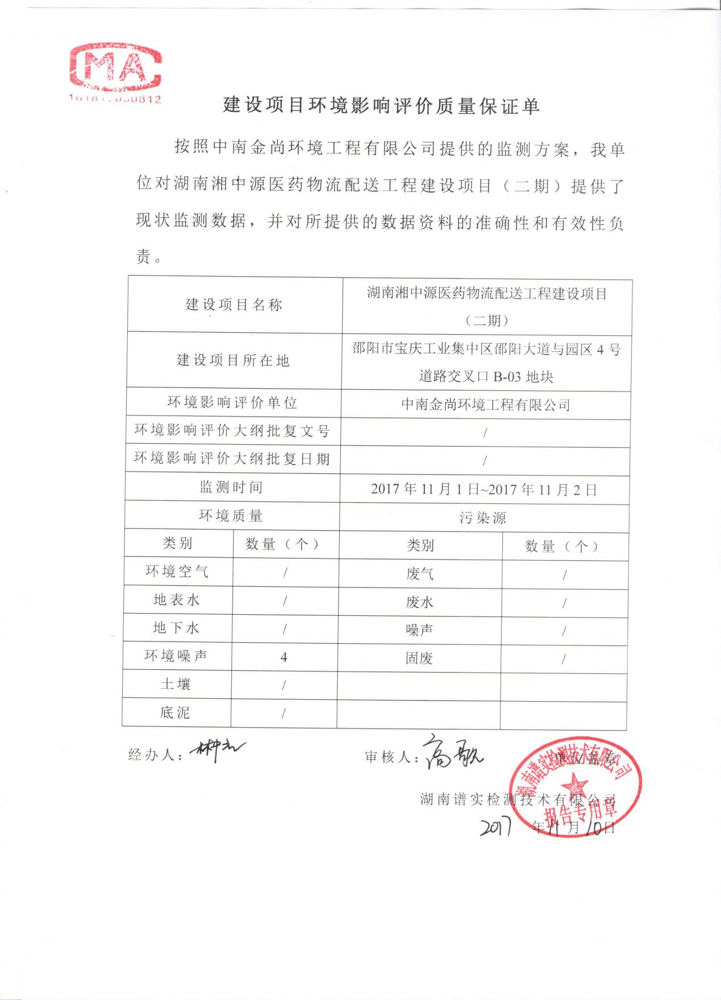 CMA
建设项目环境影响评价质量保证单
按照中南金尚环境工程有限公司提供的监测方案，我单
位对湖南湘中源医药物流配送工程建设项目（二期）提供了
现状监测数据，并对所提供的数据资料的准确性和有效性负
责。
建设项目名称 湖南湘中源医药物流配送工程建设项目
（二期）
建设项目所在地 邵阳市宝庆工业集中区邵阳大道与园区 4 号
道路交叉口 B-03 地块
环境影响评价单位 中南金尚环境工程有限公司
环境影响评价大纲批复文号 /
环境影响评价大纲批复日期 /
监测时间 2017 年 11 月 1 日~2017 年 11 月 2 日
环境质量 污染源
类别 数量（个） 类别 数量（个）
环境空气 / 废气 /
地表水 / 废水 /
地下水 / 噪声 /
环境噪声 4 固废 /
土壤 /
底泥 /
经办人： 审核人：高歌 单位盖章
湖南谱实检测技术有限公司
2017 年 11 月 10 日
湖南谱实检测技术有限公司
报告专用章